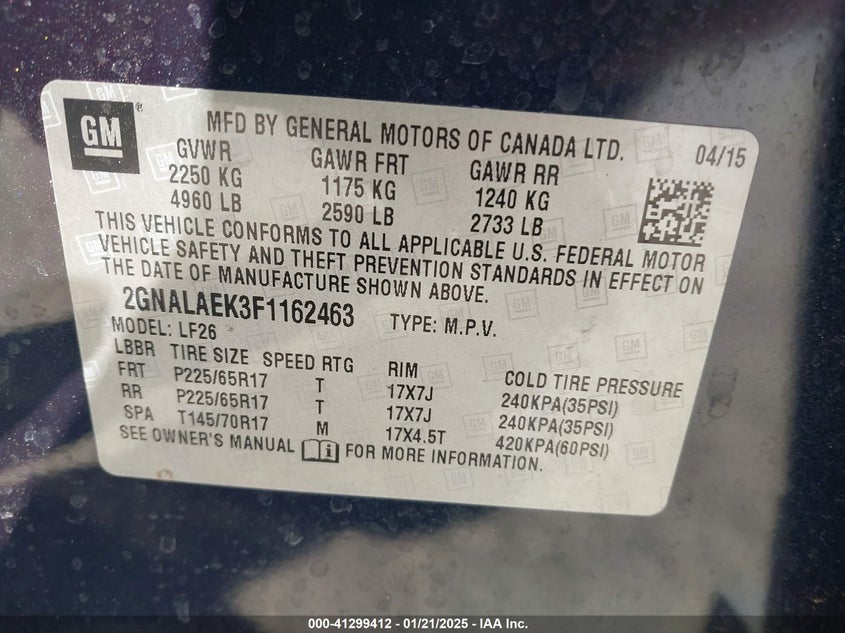 GM ®
MFD BY GENERAL MOTORS OF CANADA LTD. 04/15
GVWR GAWR FRT GAWR RR
2250 KG 1175 KG 1240 KG
4960 LB 2590 LB 2733 LB
THIS VEHICLE CONFORMS TO ALL APPLICABLE U.S. FEDERAL MOTOR
VEHICLE SAFETY AND THEFT PREVENTION STANDARDS IN EFFECT ON
THE DATE OF MANUFACTURE SHOWN ABOVE.
2GNALAEK3F1162463 TYPE: M.P.V.
MODEL: LF26
LBBR TIRE SIZE SPEED RTG RIM COLD TIRE PRESSURE
FRT P225/65R17 T 17X7J 240KPA(35PSI)
RR P225/65R17 T 17X7J 240KPA(35PSI)
SPA T145/70R17 M 17X4.5T 420KPA(60PSI)
SEE OWNER'S MANUAL i FOR MORE INFORMATION.
000-41299412 - 01/21/2025 - IAA Inc.